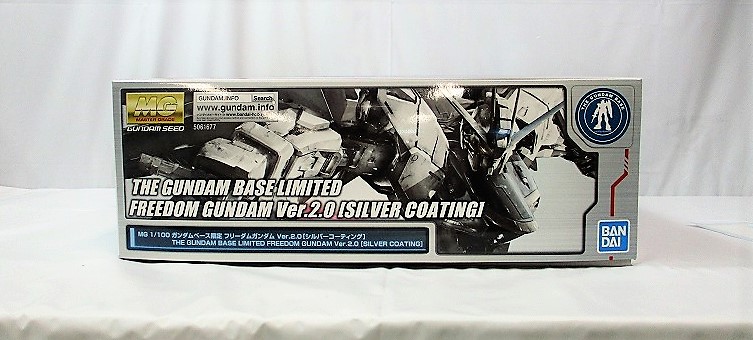 MG
MASTER GRADE
GUNDAM SEED
GUNDAM.INFO
Search
www.gundam.info
5061677
THE GUNDAM BASE
THE GUNDAM BASE LIMITED
FREEDOM GUNDAM Ver.2.0 [SILVER COATING]
MG 1/100 ガンダムベース限定 フリーダムガンダム Ver.2.0 [シルバーコーティング]
THE GUNDAM BASE LIMITED FREEDOM GUNDAM Ver.2.0 [SILVER COATING]
BAN
DAI